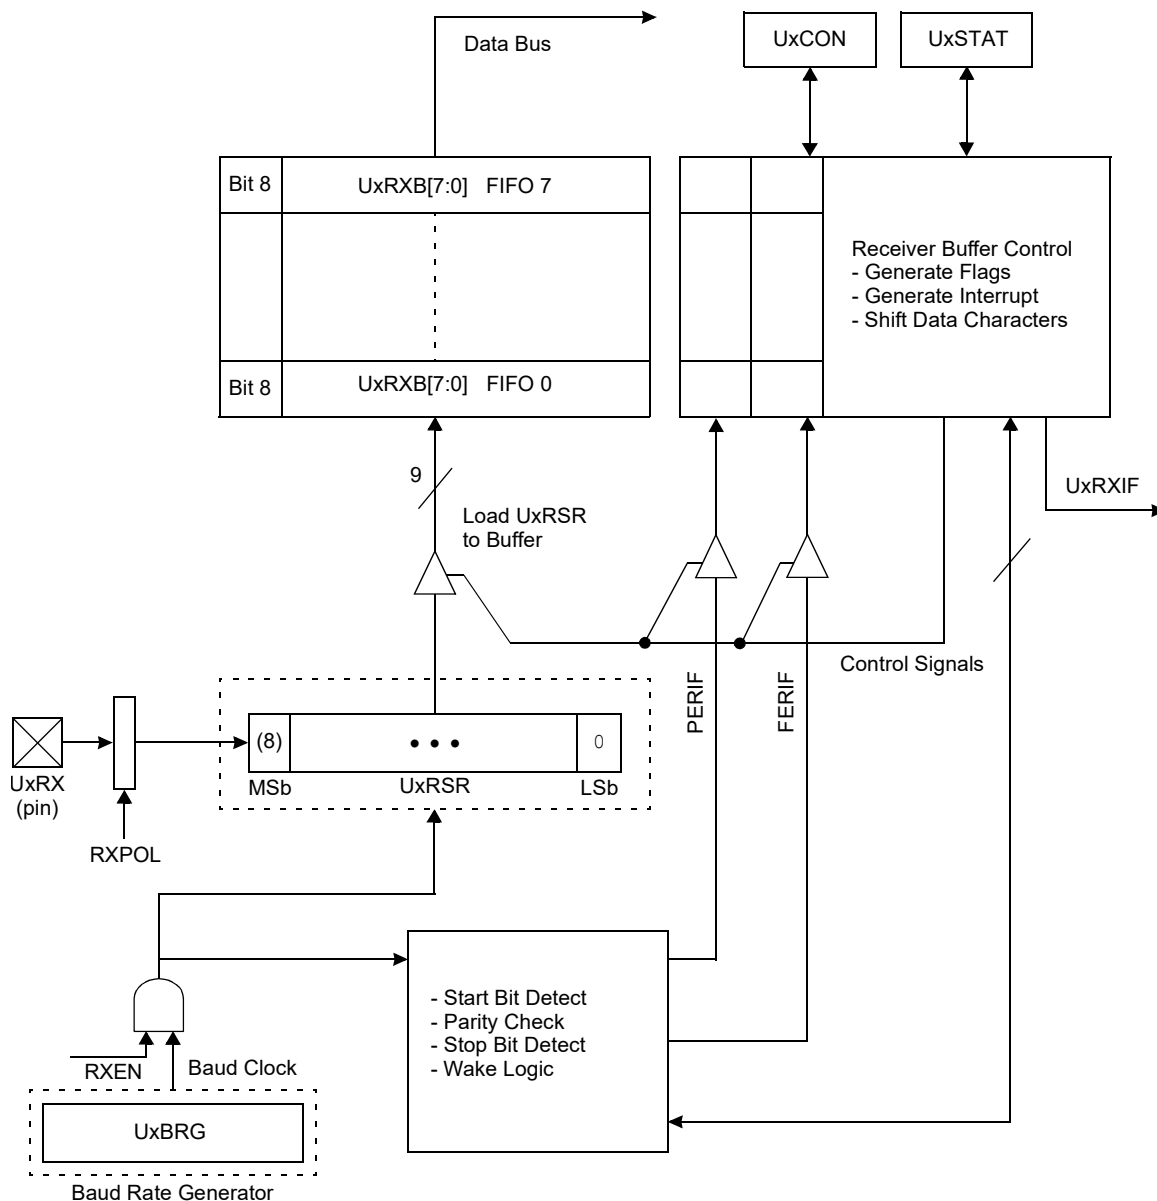 Data Bus
UxCON
UxSTAT
Bit 8
UxRXB[7:0] FIFO 7
Receiver Buffer Control
- Generate Flags
- Generate Interrupt
- Shift Data Characters
Bit 8
UxRXB[7:0] FIFO 0
9
UxRXIF
Load UxRSR
to Buffer
Control Signals
PERIF
FERIF
(8)
0
MSb
UxRSR
LSb
UxRX
(pin)
RXPOL
- Start Bit Detect
- Parity Check
- Stop Bit Detect
- Wake Logic
RXEN
Baud Clock
UxBRG
Baud Rate Generator